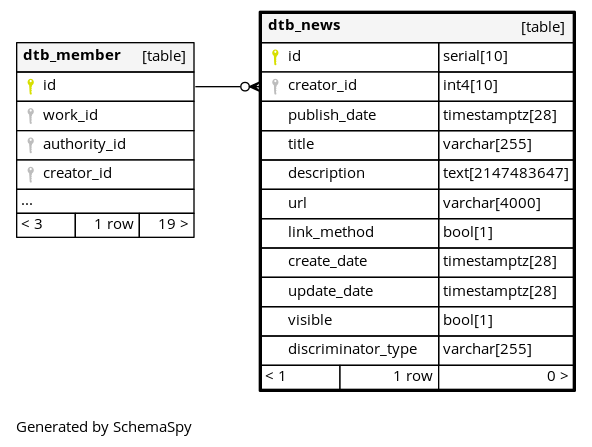 dtb_member [table]
id
work_id
authority_id
creator_id
...
< 3 1 row 19 >
dtb_news [table]
id serial[10]
creator_id int4[10]
publish_date timestamptz[28]
title varchar[255]
description text[2147483647]
url varchar[4000]
link_method bool[1]
create_date timestamptz[28]
update_date timestamptz[28]
visible bool[1]
discriminator_type varchar[255]
< 1 1 row 0 >
Generated by SchemaSpy